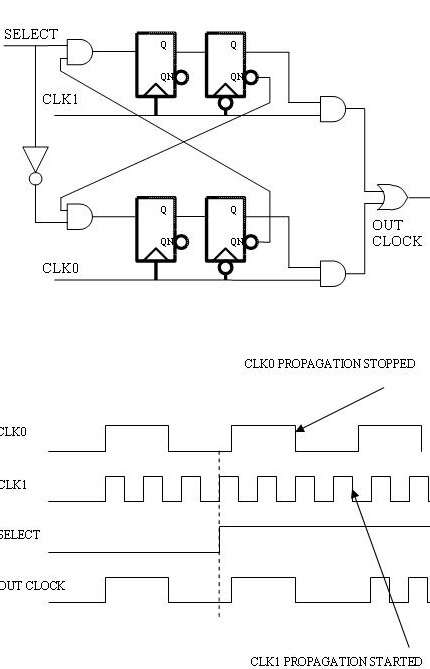 SELECT
Q
Q
QN
QN
CLK1
Q
Q
QN
QN
OUT
CLOCK
CLK0
CLK0 PROPAGATION STOPPED
CLK0
CLK1
SELECT
OUT CLOCK
CLK1 PROPAGATION STARTED